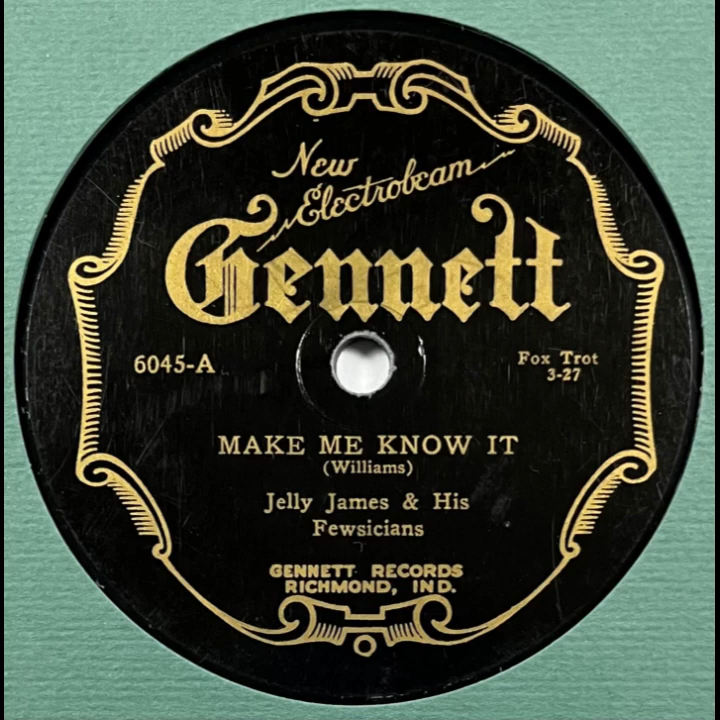 New
Electrobeam
Gennett
6045-A
Fox Trot
3-27
MAKE ME KNOW IT
(Williams)
Jelly James & His
Fewsicians
GENNETT RECORDS
RICHMOND, IND.